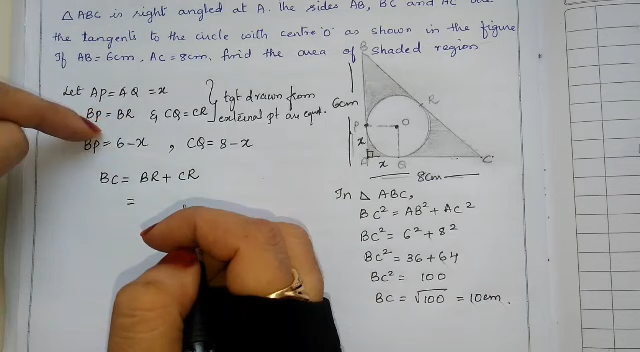 △ ABC is right angled at A. The sides AB, BC and AC
the tangents to the circle with centre 'O' as shown in the figure
If AB = 6cm, AC = 8cm, find the area of shaded region
Let AP = AQ = x
BP = BR & CQ = CR
tgt drawn from
external pt are equal.
BP = 6 - x , CQ = 8 - x
BC = BR + CR
=
B
6cm
R
P
O
x
A
x
Q
C
8cm
In △ ABC,
BC² = AB² + AC²
BC² = 6² + 8²
BC² = 36 + 64
BC² = 100
BC = √100 = 10cm.